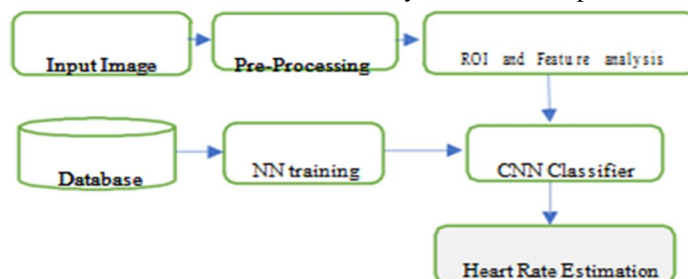 Input Image
Pre-Processing
ROI and Feature analysis
Database
NN training
CNN Classifier
Heart Rate Estimation